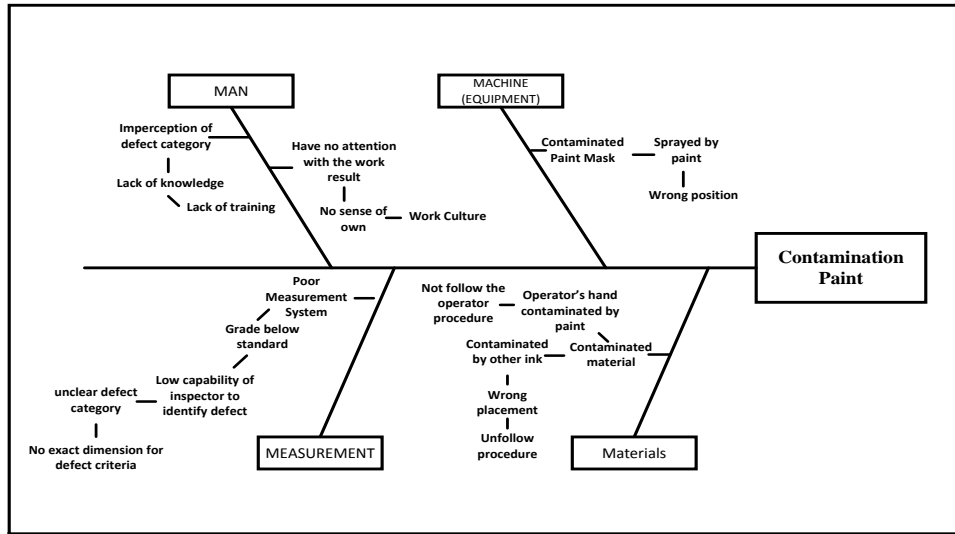 MAN
MACHINE
(EQUIPMENT)
Imperception of
defect category
Lack of knowledge
Lack of training
Have no attention
with the work
result
No sense of
own
Work Culture
Contaminated
Paint Mask
Sprayed by
paint
Wrong position
Contamination
Paint
Poor
Measurement
System
Grade below
standard
Low capability of
inspector to
identify defect
unclear defect
category
No exact dimension for
defect criteria
MEASUREMENT
Not follow the
operator
procedure
Operator’s hand
contaminated by
paint
Contaminated
by other ink
Contaminated
material
Wrong
placement
Unfollow
procedure
Materials